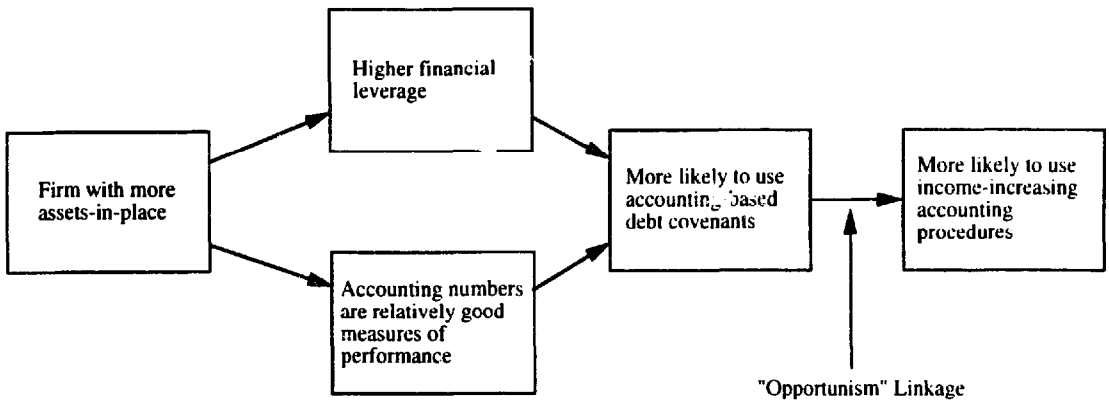 Higher financial
leverage
Firm with more
assets-in-place
Accounting numbers
are relatively good
measures of
performance
More likely to use
accounting-based
debt covenants
More likely to use
income-increasing
accounting
procedures
"Opportunism" Linkage